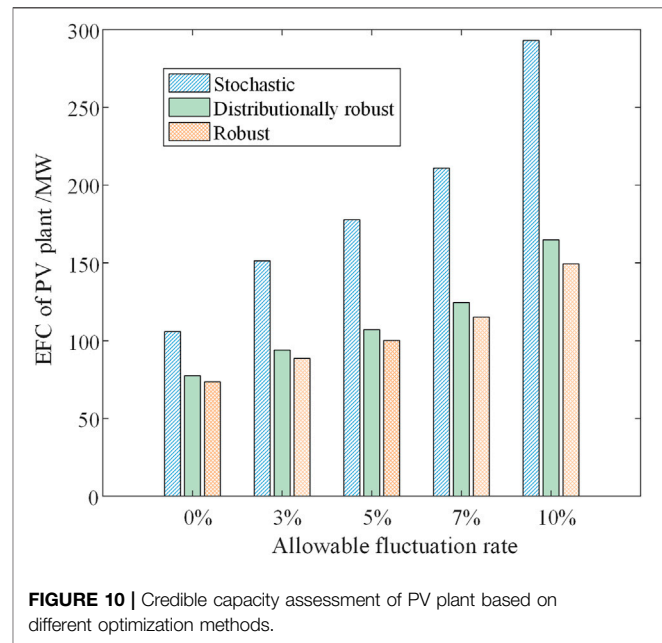 300
250
200
150
100
50
0
EFC of PV plant /MW
Stochastic
Distributionally robust
Robust
0% 3% 5% 7% 10%
Allowable fluctuation rate
FIGURE 10 | Credible capacity assessment of PV plant based on
different optimization methods.